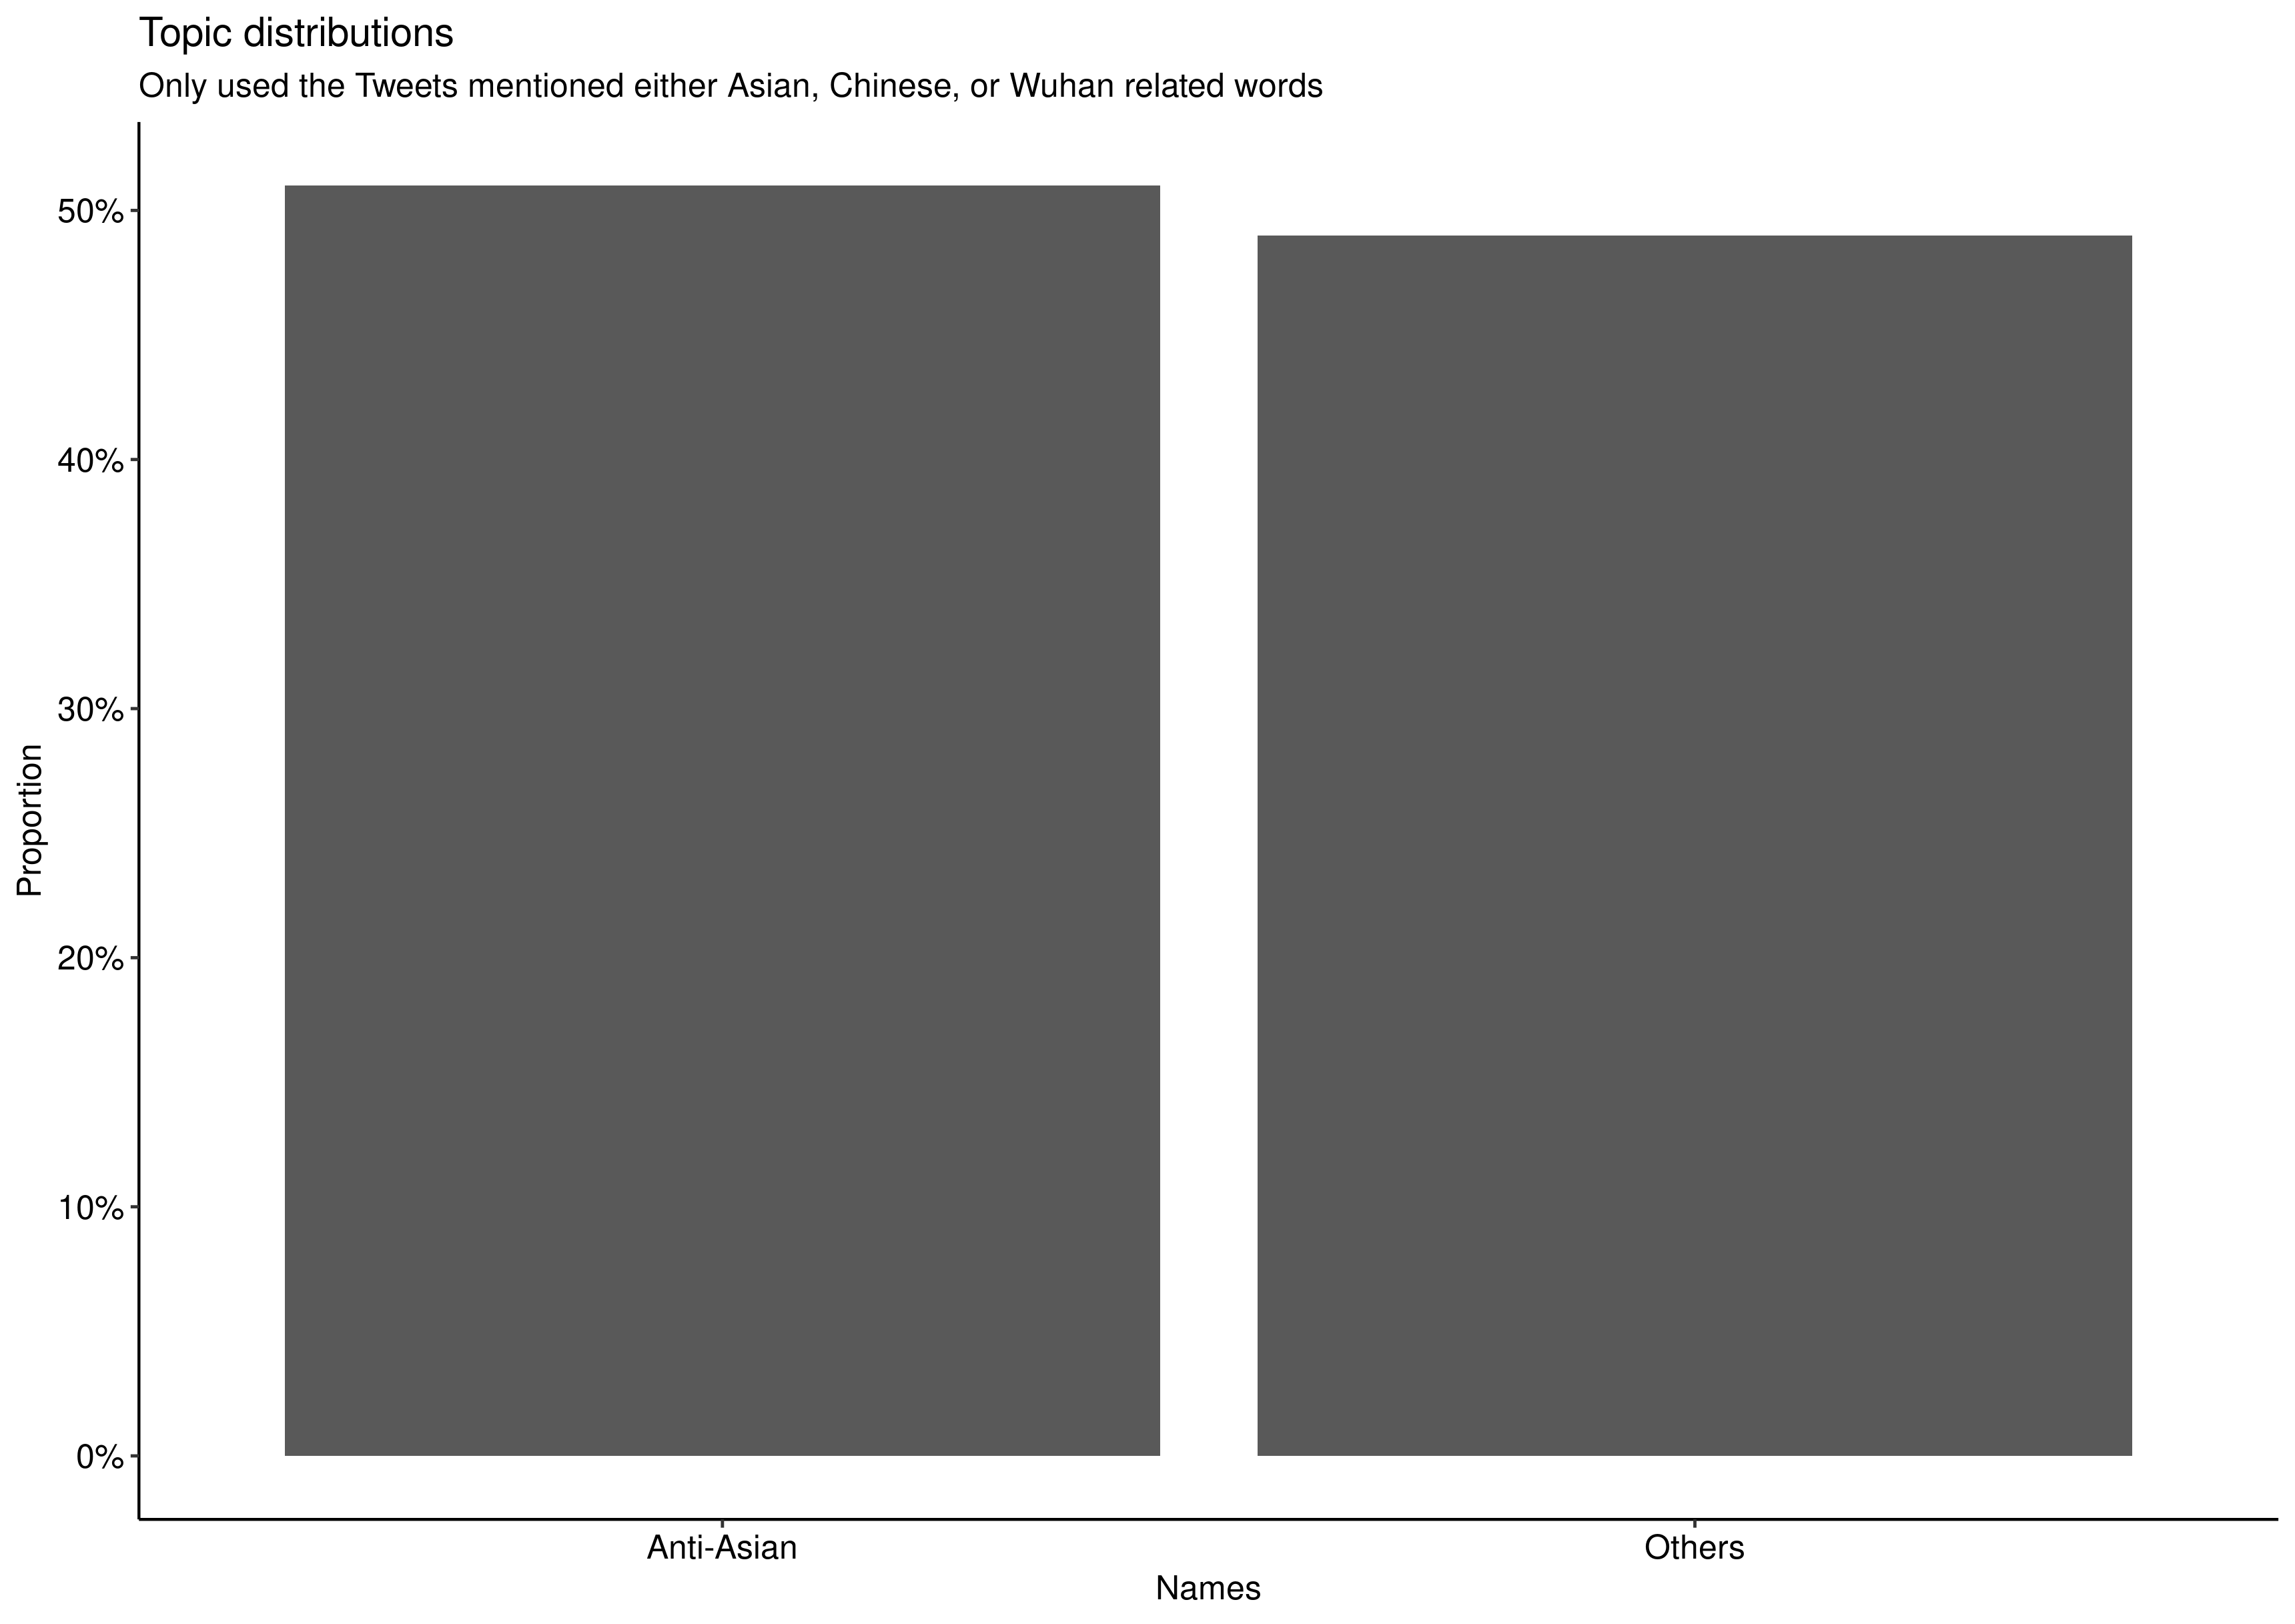 Topic distributions
Only used the Tweets mentioned either Asian, Chinese, or Wuhan related words
Proportion
50%
40%
30%
20%
10%
0%
Anti-Asian
Others
Names